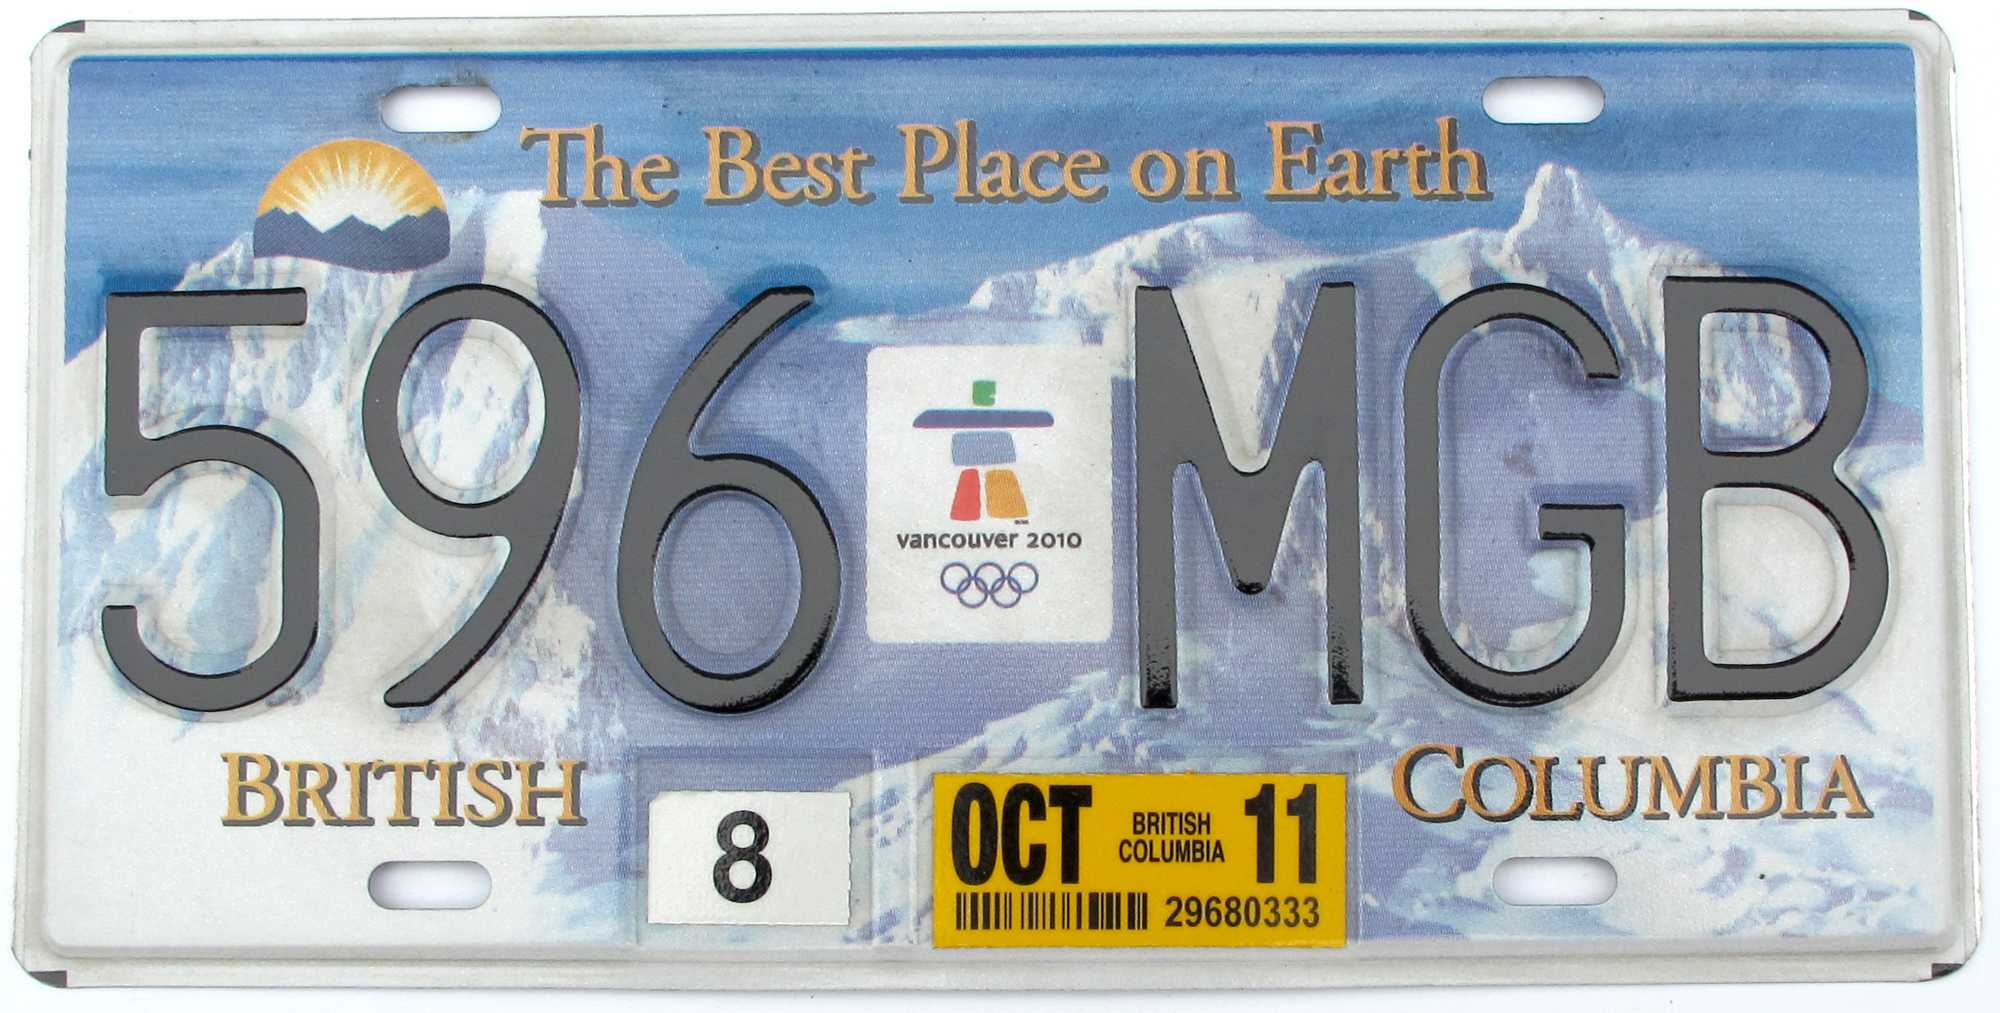 The Best Place on Earth
596 MGB
vancouver 2010
BRITISH
COLUMBIA
8
OCT BRITISH COLUMBIA 11
29680333